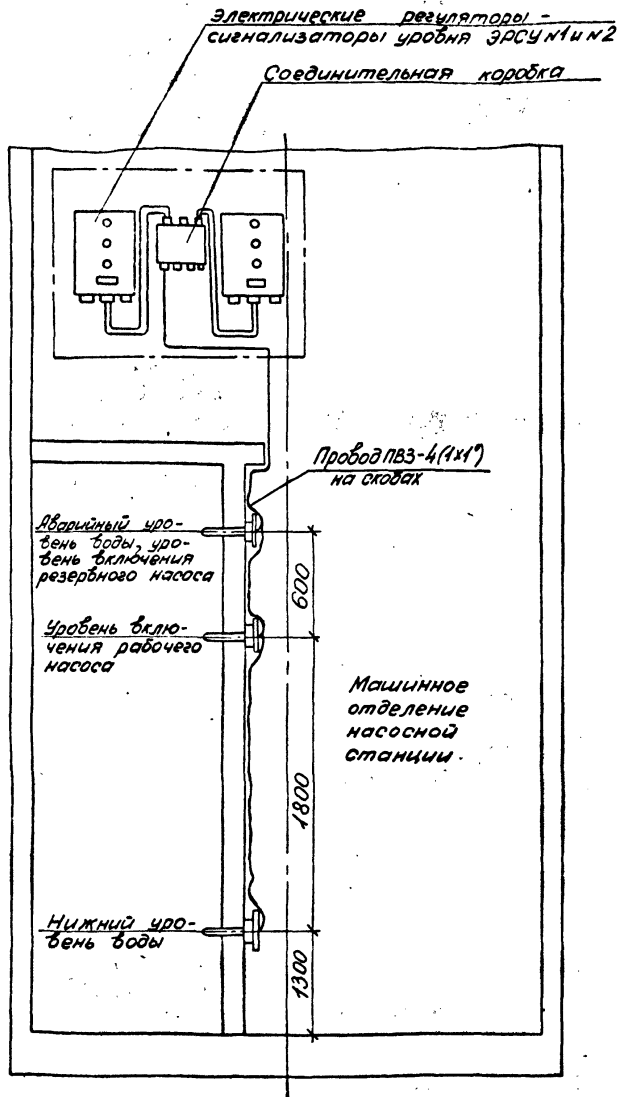 Электрические регуляторы -
сигнализаторы уровня ЭРСУ №1 и №2
Соединительная коробка
Провод ПВ3-4(1х1°)
на скобах
Аварийный уро-
вень воды, уро-
вень включения
резервного насоса
600
Уровень вклю-
чения рабочего
насоса
Машинное
отделение
насосной
станции.
1800
Нижний уро-
вень воды
1300